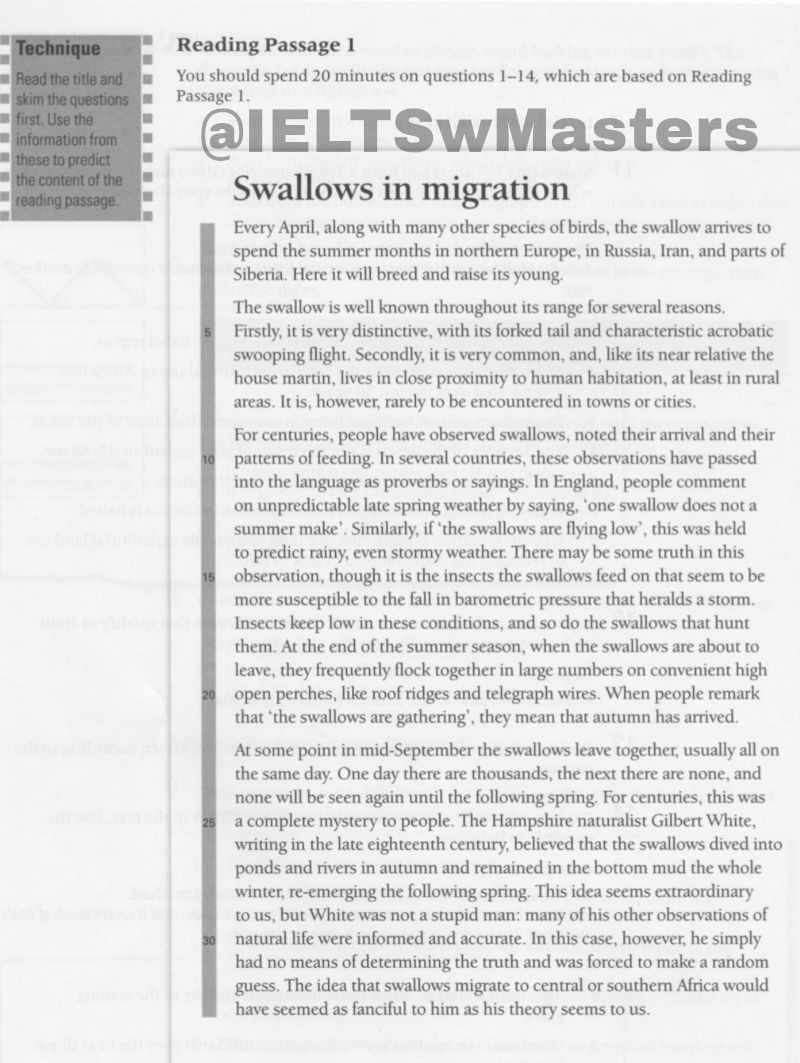 Technique
Read the title and
skim the questions
first. Use the
information from
these to predict
the content of the
reading passage.
Reading Passage 1
You should spend 20 minutes on questions 1–14, which are based on Reading
Passage 1.
@IELTSwMasters
Swallows in migration
Every April, along with many other species of birds, the swallow arrives to
spend the summer months in northern Europe, in Russia, Iran, and parts of
Siberia. Here it will breed and raise its young.
The swallow is well known throughout its range for several reasons.
5 Firstly, it is very distinctive, with its forked tail and characteristic acrobatic
swooping flight. Secondly, it is very common, and, like its near relative the
house martin, lives in close proximity to human habitation, at least in rural
areas. It is, however, rarely to be encountered in towns or cities.
For centuries, people have observed swallows, noted their arrival and their
10 patterns of feeding. In several countries, these observations have passed
into the language as proverbs or sayings. In England, people comment
on unpredictable late spring weather by saying, ‘one swallow does not a
summer make’. Similarly, if ‘the swallows are flying low’, this was held
to predict rainy, even stormy weather. There may be some truth in this
15 observation, though it is the insects the swallows feed on that seem to be
more susceptible to the fall in barometric pressure that heralds a storm.
Insects keep low in these conditions, and so do the swallows that hunt
them. At the end of the summer season, when the swallows are about to
leave, they frequently flock together in large numbers on convenient high
20 open perches, like roof ridges and telegraph wires. When people remark
that ‘the swallows are gathering’, they mean that autumn has arrived.
At some point in mid-September the swallows leave together, usually all on
the same day. One day there are thousands, the next there are none, and
none will be seen again until the following spring. For centuries, this was
25 a complete mystery to people. The Hampshire naturalist Gilbert White,
writing in the late eighteenth century, believed that the swallows dived into
ponds and rivers in autumn and remained in the bottom mud the whole
winter, re-emerging the following spring. This idea seems extraordinary
to us, but White was not a stupid man: many of his other observations of
30 natural life were informed and accurate. In this case, however, he simply
had no means of determining the truth and was forced to make a random
guess. The idea that swallows migrate to central or southern Africa would
have seemed as fanciful to him as his theory seems to us.